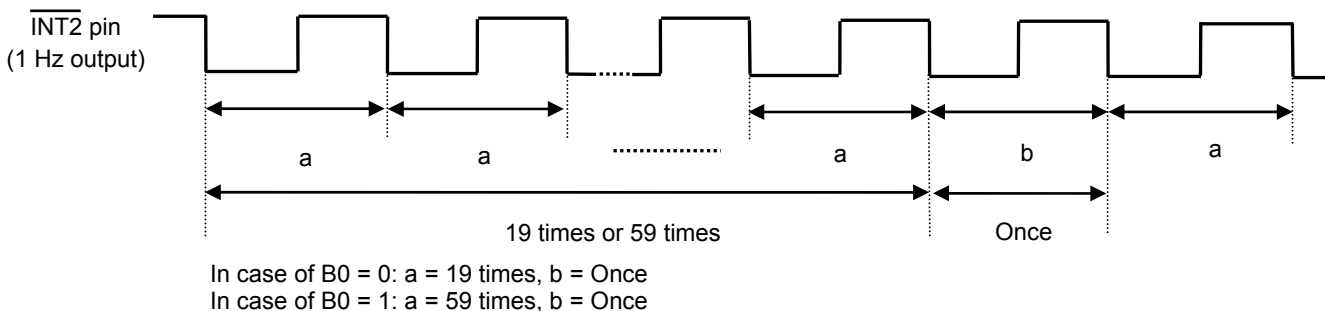 INT2 pin
(1 Hz output)
a
a
a
b
a
19 times or 59 times
Once
In case of B0 = 0: a = 19 times, b = Once
In case of B0 = 1: a = 59 times, b = Once